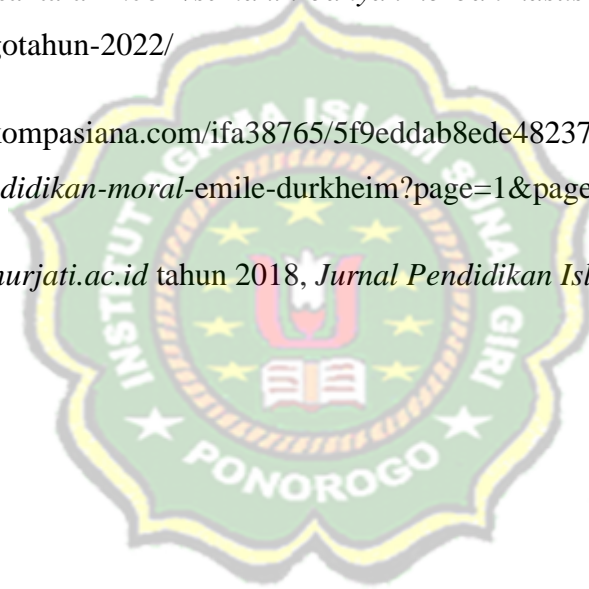 gotahun-2022/
kompasiana.com/ifa38765/5f9eddab8ede48237
didikan-moral-emile-durkheim?page=1&page
nurjati.ac.id tahun 2018, Jurnal Pendidikan Isl
INSTITUT AGAMA ISLAM SUNAN GIRI
PONOROGO